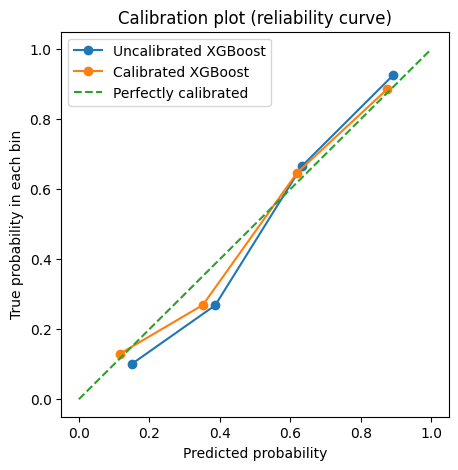 Calibration plot (reliability curve)
Uncalibrated XGBoost
Calibrated XGBoost
Perfectly calibrated
1.0
0.8
0.6
0.4
0.2
0.0
True probability in each bin
0.0 0.2 0.4 0.6 0.8 1.0
Predicted probability